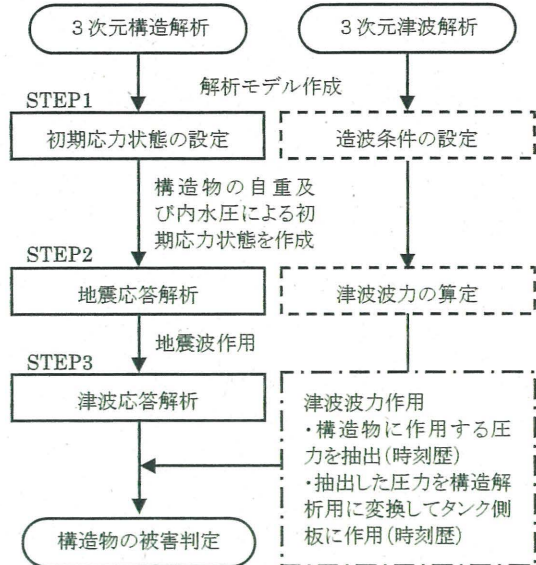 3次元構造解析
3次元津波解析
解析モデル作成
STEP1
初期応力状態の設定
造波条件の設定
構造物の自重及
び内水圧による初
期応力状態を作成
STEP2
地震応答解析
津波波力の算定
地震波作用
STEP3
津波応答解析
津波波力作用
・構造物に作用する圧
力を抽出(時刻歴)
・抽出した圧力を構造解
析用に変換してタンク側
板に作用(時刻歴)
構造物の被害判定